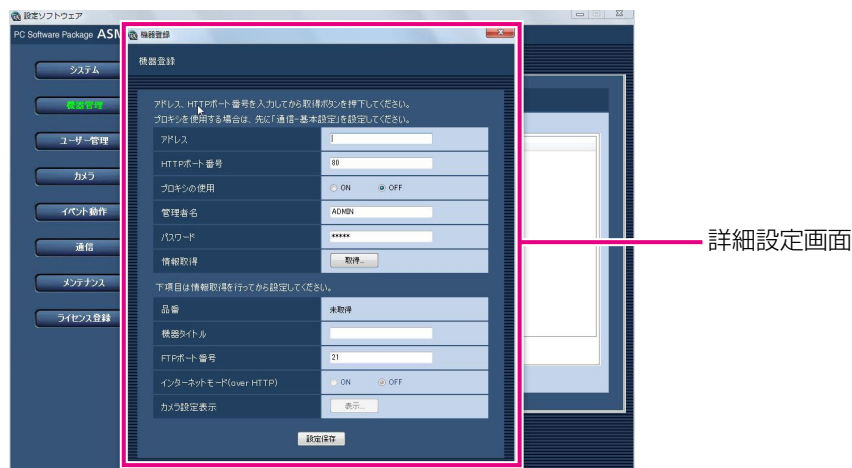 設定ソフトウェア
PC Software Package ASM
システム
機器管理
ユーザー管理
カメラ
イベント動作
通信
メンテナンス
ライセンス登録
機器登録
機器登録
アドレス、HTTPポート番号を入力してから取得ボタンを押下してください。
プロキシを使用する場合は、先に「通信-基本設定」を設定してください。
アドレス
HTTPポート番号 80
プロキシの使用 ON OFF
管理者名 ADMIN
パスワード *****
情報取得 取得...
下項目は情報取得を行ってから設定してください。
品番 未取得
機器タイトル
FTPポート番号 21
インターネットモード(over HTTP) ON OFF
カメラ設定表示 表示...
設定保存
詳細設定画面